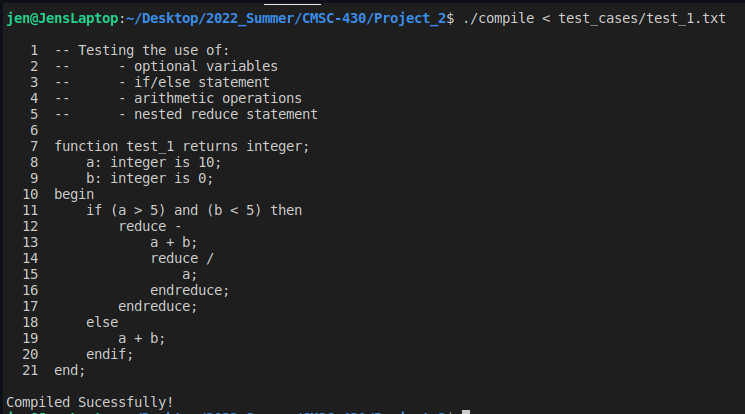 jen@JensLaptop:~/Desktop/2022_Summer/CMSC-430/Project_2$ ./compile < test_cases/test_1.txt
1 -- Testing the use of:
2 -- - optional variables
3 -- - if/else statement
4 -- - arithmetic operations
5 -- - nested reduce statement
6
7 function test_1 returns integer;
8 a: integer is 10;
9 b: integer is 0;
10 begin
11 if (a > 5) and (b < 5) then
12 reduce -
13 a + b;
14 reduce /
15 a;
16 endreduce;
17 endreduce;
18 else
19 a + b;
20 endif;
21 end;
Compiled Sucessfully!